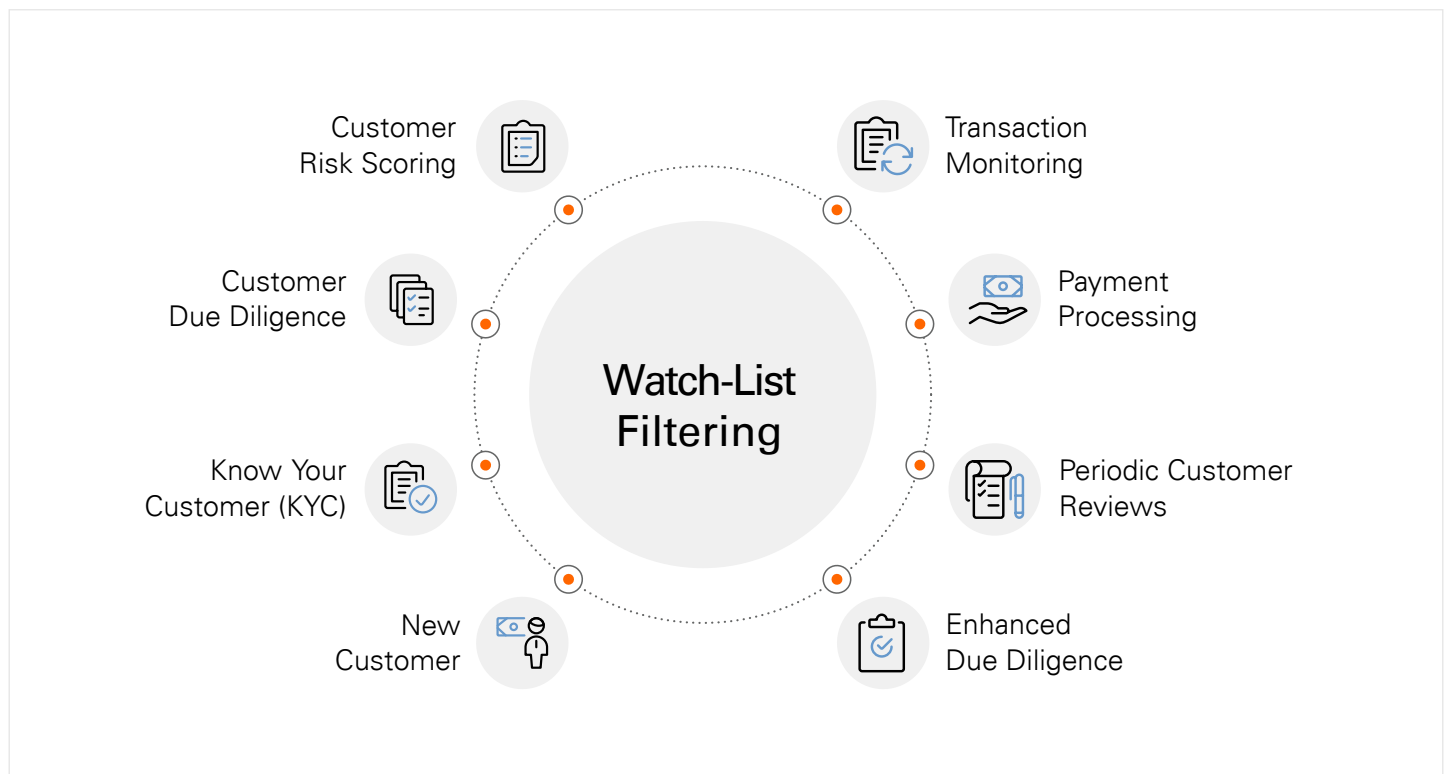 Customer
Risk Scoring
Transaction
Monitoring
Customer
Due Diligence
Payment
Processing
Watch-List
Filtering
Know Your
Customer (KYC)
Periodic Customer
Reviews
New
Customer
Enhanced
Due Diligence